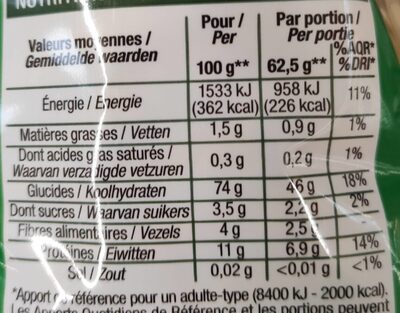 Valeurs moyennes /
Gemiddelde waarden
Pour /
Per
100 g**
Par portion /
Per portie
62,5 g**
%AQR*
%DRI*
Énergie / Energie
1533 kJ
(362 kcal)
958 kJ
(226 kcal)
11%
Matières grasses / Vetten 1,5 g 0,9 g 1%
Dont acides gras saturés /
Waarvan verzadigde vetzuren 0,3 g 0,2 g 1%
Glucides / Koolhydraten 74 g 46 g 18%
Dont sucres / Waarvan suikers 3,5 g 2,2 g 2%
Fibres alimentaires / Vezels 4 g 2,5
Protéines / Eiwitten 11 g 6,9 g 14%
Sel / Zout 0,02 g <0,01 g <1%
*Apport de référence pour un adulte-type (8400 kJ - 2000 kcal).
Les Apports Quotidiens de Référence et les portions peuvent